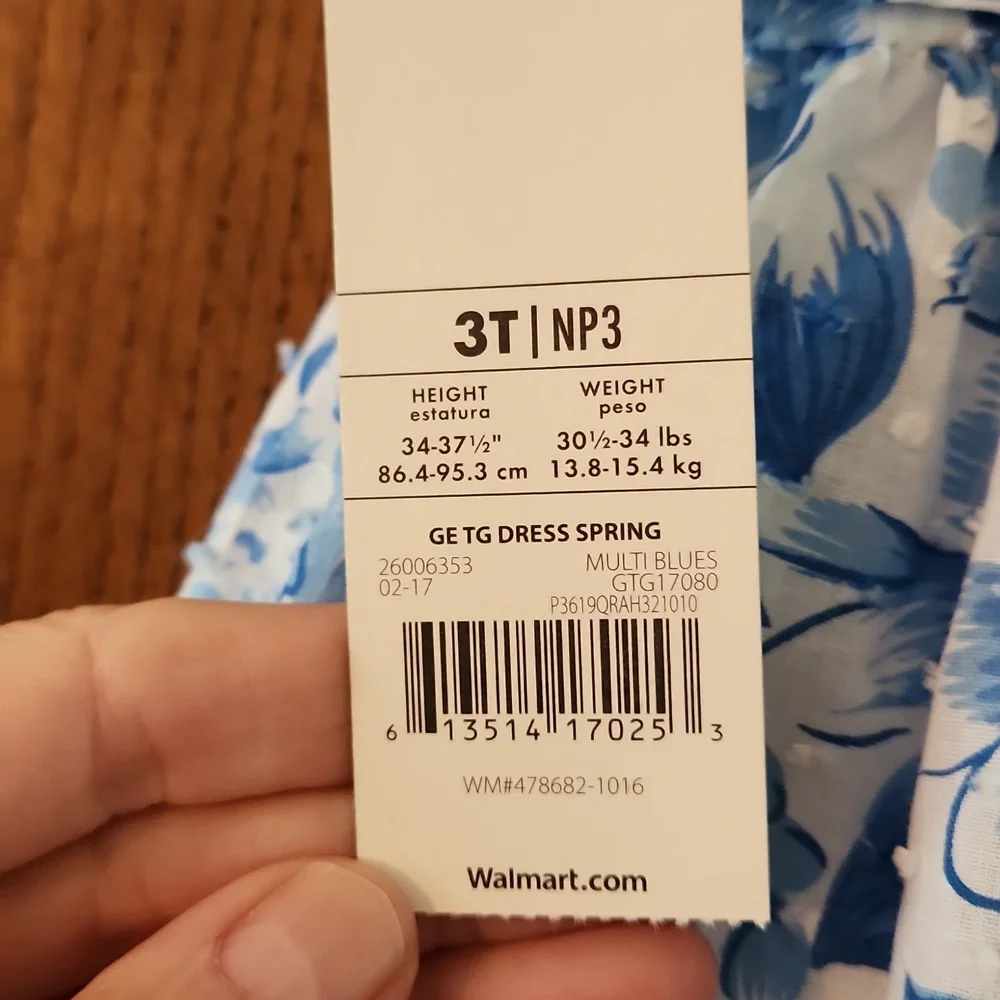 3T | NP3
HEIGHT WEIGHT
estatura peso
34-37½" 30½-34 lbs
86.4-95.3 cm 13.8-15.4 kg
GE TG DRESS SPRING
26006353 MULTI BLUES
02-17 GTG17080
P3619QRAH321010
6 13514 17025 3
WM#478682-1016
Walmart.com